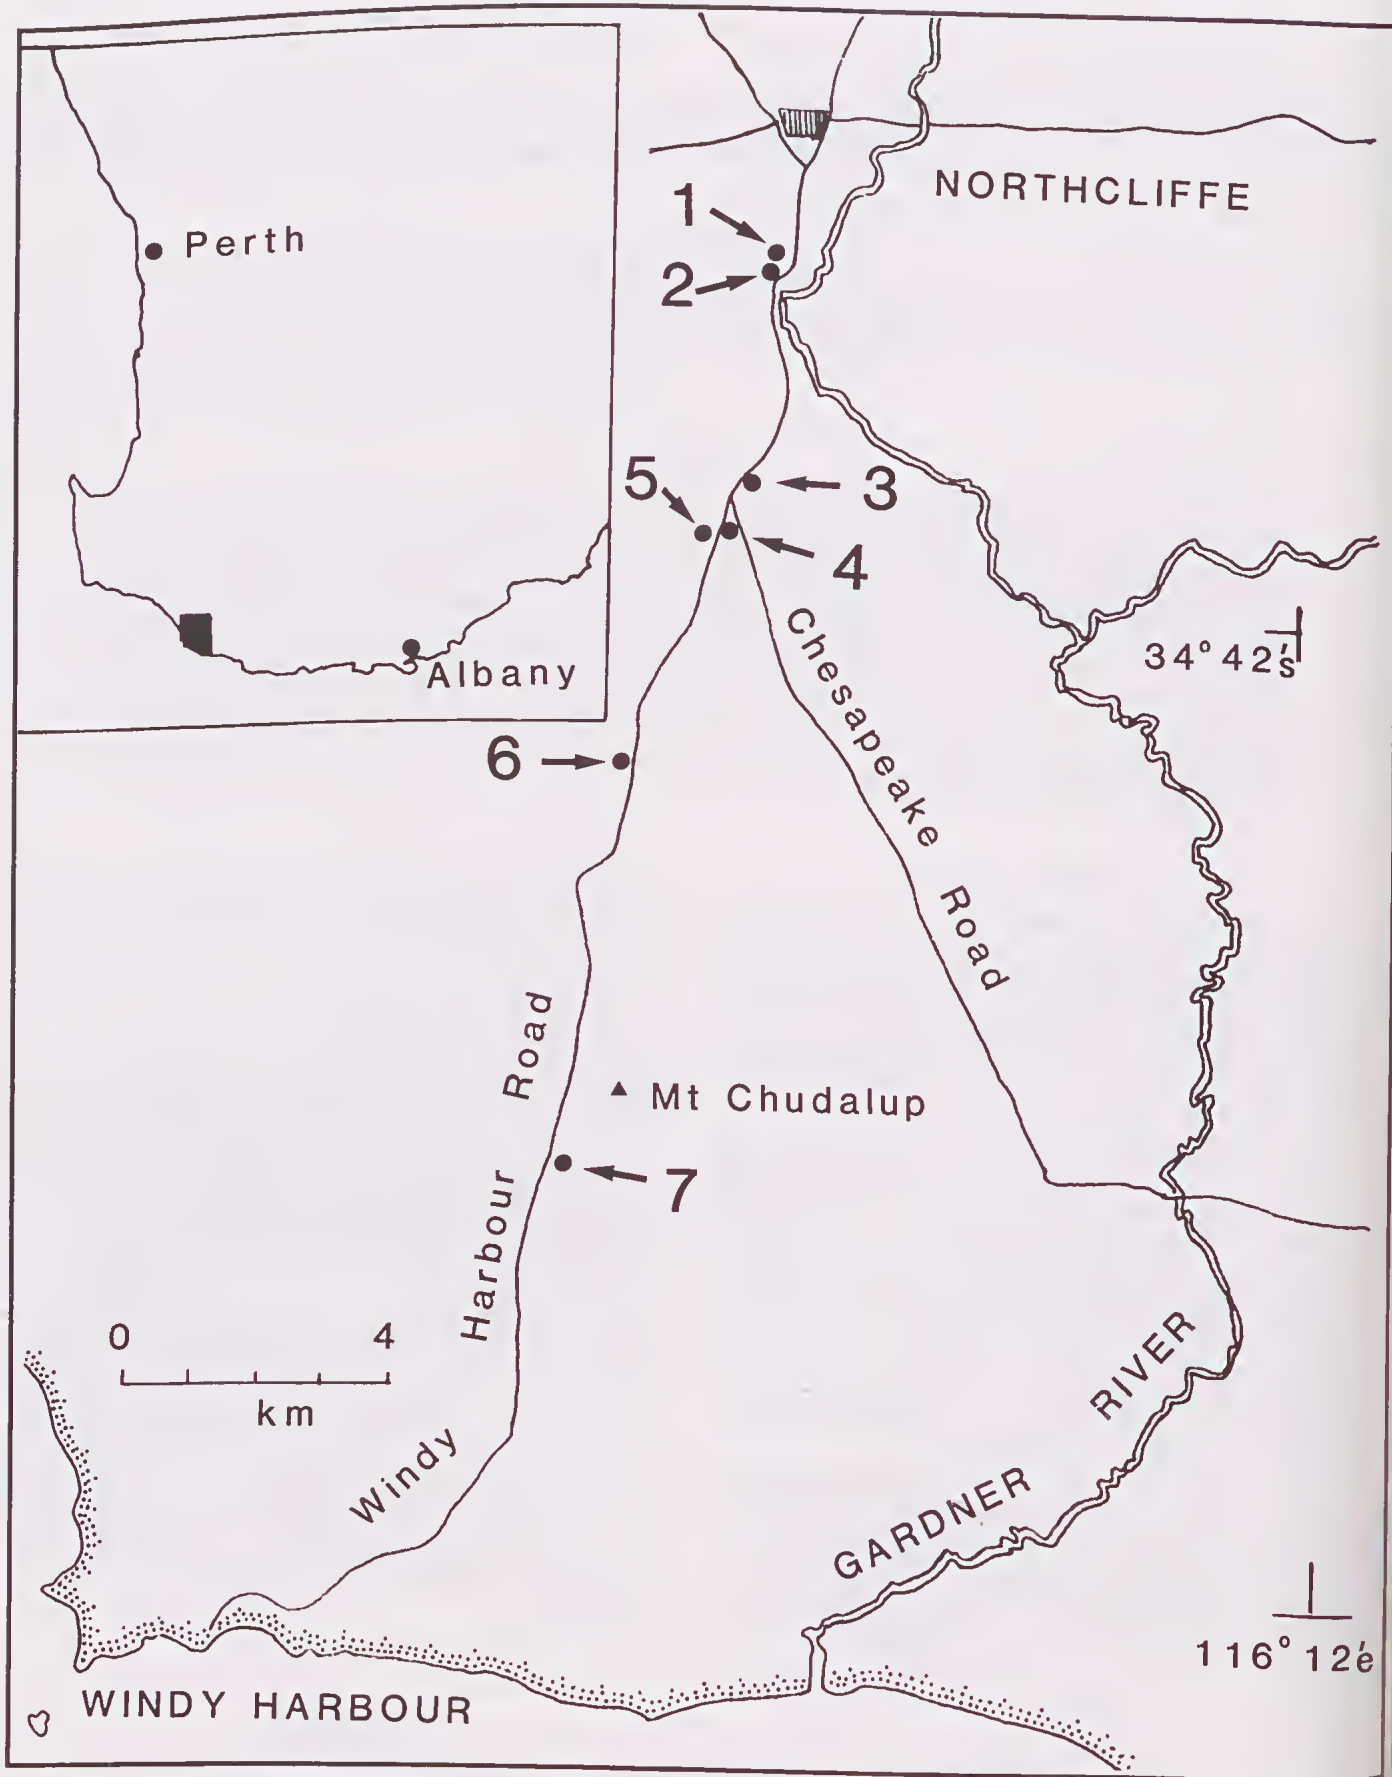 NORTHCLIFFE
1
Perth
2
5
3
4
34° 42's
Albany
6
Chesapeake Road
Mt Chudalup
7
Windy Harbour Road
0 4
km
GARDNER RIVER
116° 12'e
WINDY HARBOUR